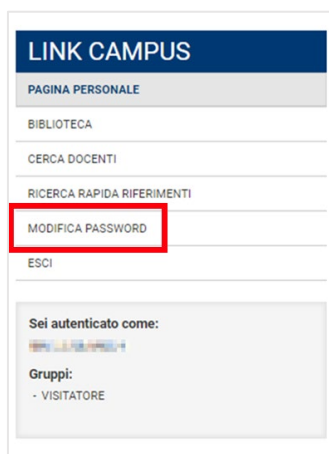 LINK CAMPUS
PAGINA PERSONALE
BIBLIOTECA
CERCA DOCENTI
RICERCA RAPIDA RIFERIMENTI
MODIFICA PASSWORD
ESCI
Sei autenticato come:
Gruppi:
- VISITATORE